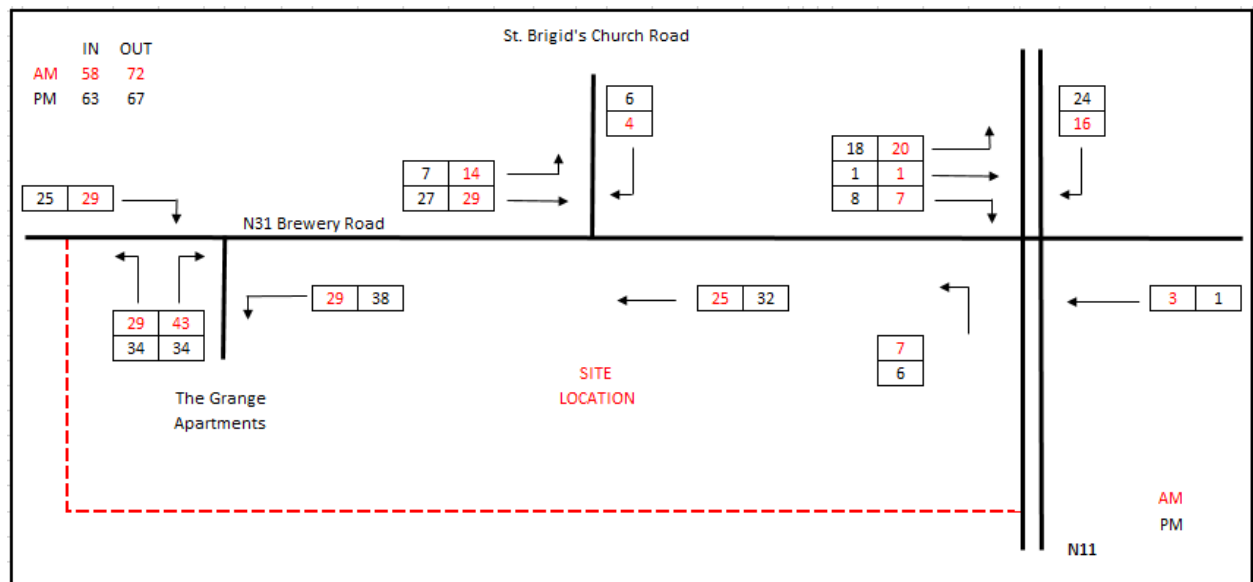 St. Brigid's Church Road
IN OUT
AM 58 72
PM 63 67
6
4
24
16
18 20
1 1
8 7
7 14
27 29
25 29
N31 Brewery Road
29 38
25 32
3 1
29 43
34 34
7
6
SITE
LOCATION
The Grange
Apartments
AM
PM
N11